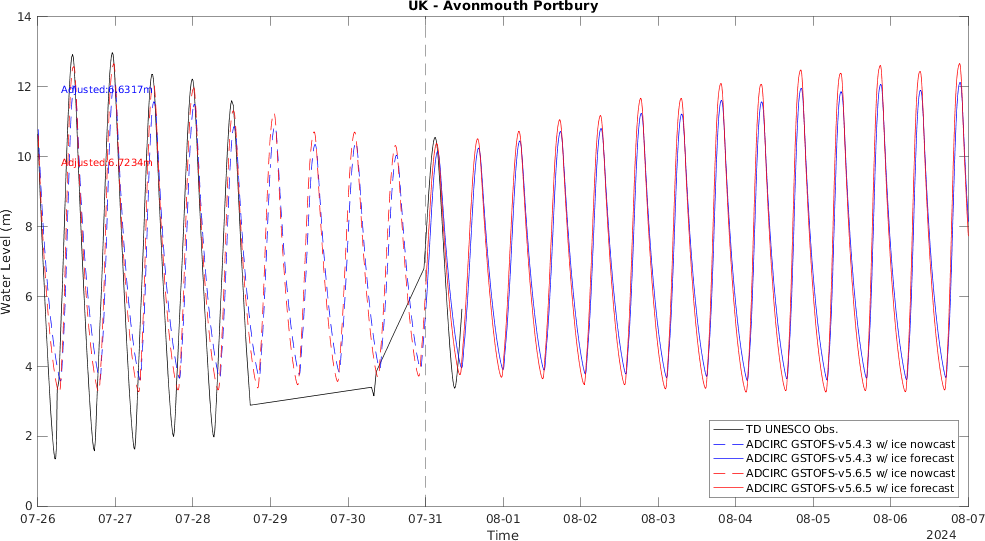 UK - Avonmouth Portbury
14
12
10
8
6
4
2
0
Water Level (m)
Adjusted:6.6317m
Adjusted:6.7234m
TD UNESCO Obs.
ADCIRC GSTOFS-v5.4.3 w/ ice nowcast
ADCIRC GSTOFS-v5.4.3 w/ ice forecast
ADCIRC GSTOFS-v5.6.5 w/ ice nowcast
ADCIRC GSTOFS-v5.6.5 w/ ice forecast
07-26 07-27 07-28 07-29 07-30 07-31 08-01 08-02 08-03 08-04 08-05 08-06 08-07
Time
2024